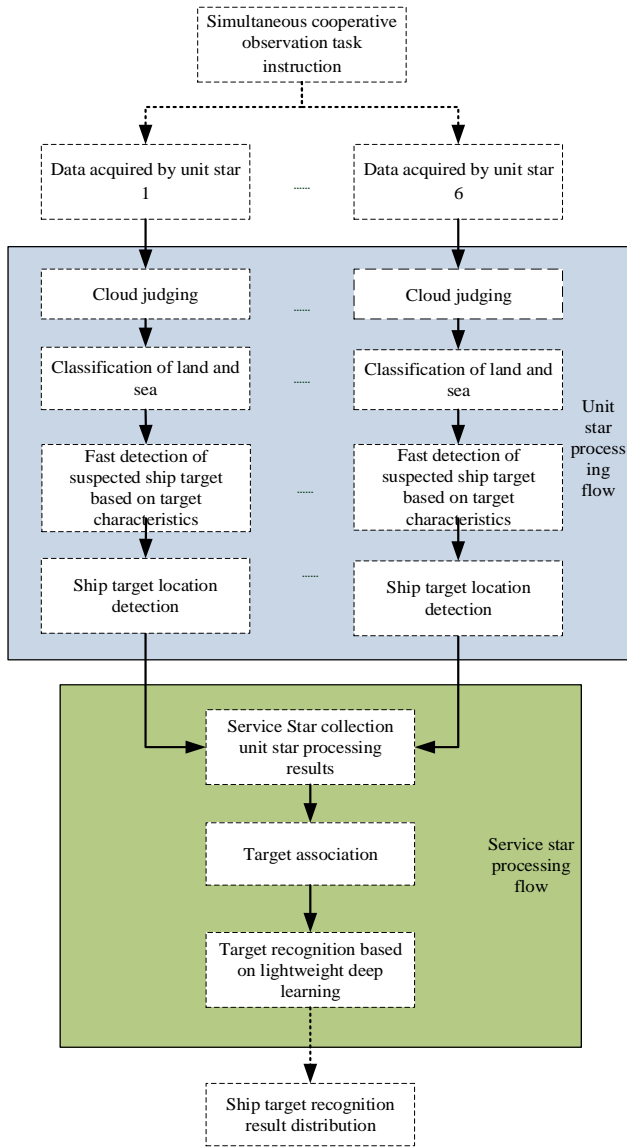 Simultaneous cooperative
observation task
instruction
Data acquired by unit star
1
......
Data acquired by unit star
6
Cloud judging
......
Cloud judging
Classification of land and
sea
......
Classification of land and
sea
Fast detection of
suspected ship target
based on target
characteristics
......
Fast detection of
suspected ship target
based on target
characteristics
Unit
star
process
ing
flow
Ship target location
detection
......
Ship target location
detection
Service Star collection
unit star processing
results
Target association
Service star
processing
flow
Target recognition based
on lightweight deep
learning
Ship target recognition
result distribution